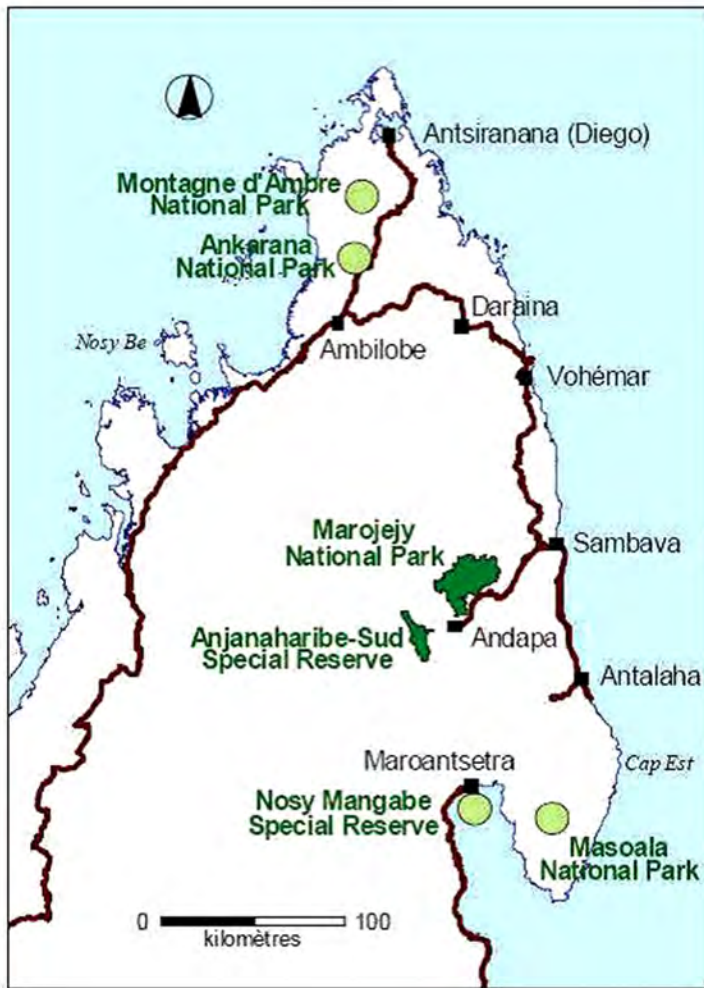 Antsiranana (Diego)
Montagne d'Ambre
National Park
Ankarana
National Park
Daraina
Nosy Be
Ambilobe
Vohémar
Marojejy
National Park
Sambava
Anjanaharibe-Sud
Special Reserve
Andapa
Antalaha
Maroantsetra
Cap Est
Nosy Mangabe
Special Reserve
Masoala
National Park
0 100
kilomètres